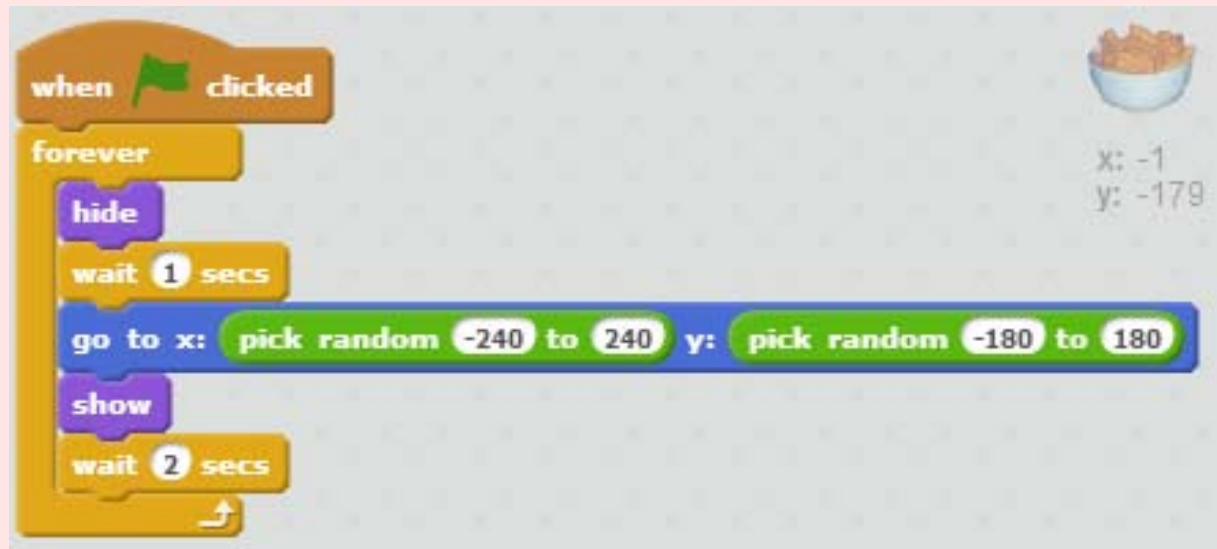 when clicked
forever
x: -1
y: -179
hide
wait 1 secs
go to x: pick random -240 to 240 y: pick random -180 to 180
show
wait 2 secs